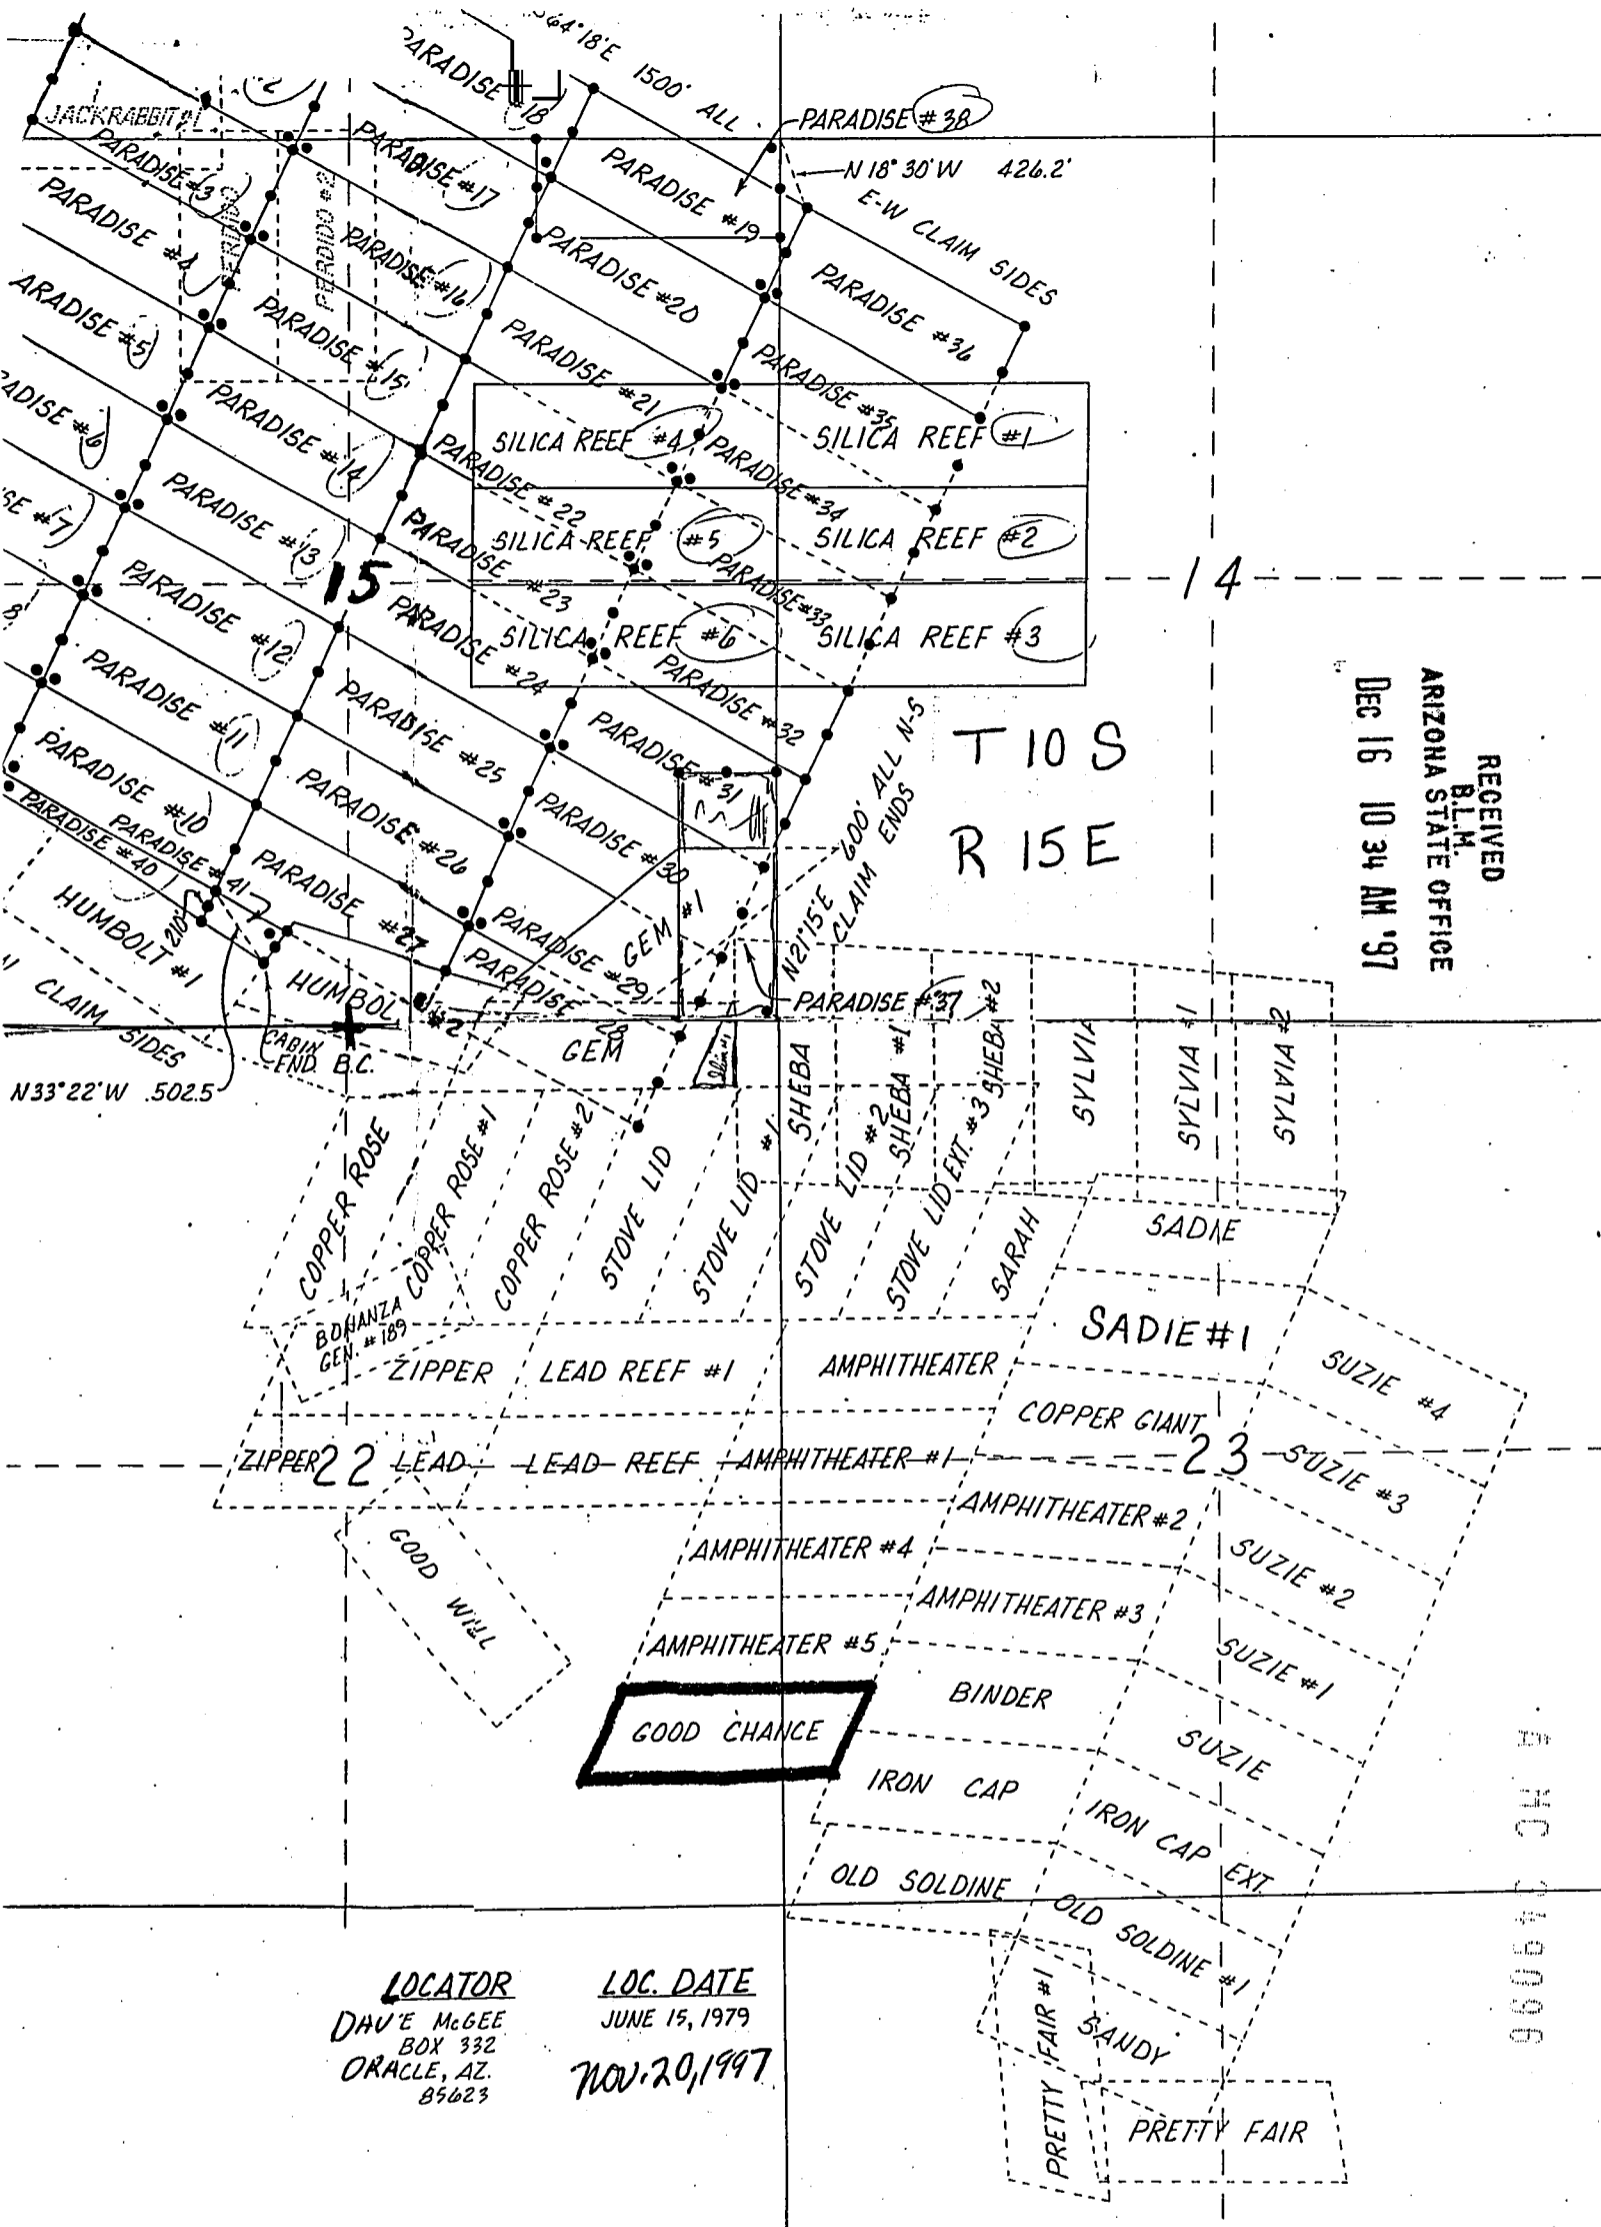 S64°18'E 1500' ALL
E-W CLAIM SIDES
PARADISE #18
PARADISE #38
N 18° 30' W 426.2'
JACKRABBIT #1
#2
PARADISE #3
PARADISE #17
PARADISE #19
PARADISE #4
PERDIDO
PERDIDO #2
PARADISE #16
PARADISE #20
PARADISE #36
ARADISE #5
PARADISE #15
PARADISE #21
PARADISE #35
SILICA REEF #4
SILICA REEF #1
ADISE #6
PARADISE #14
PARADISE #22
PARADISE #34
SILICA REEF #5
SILICA REEF #2
SE #7
PARADISE #13
PARADISE #23
PARADISE #33
15
14
SILICA REEF #6
SILICA REEF #3
8
PARADISE #12
PARADISE #24
PARADISE #32
PARADISE #11
PARADISE #25
PARADISE #31
T 10 S
R 15 E
RECEIVED
B.L.M.
ARIZONA STATE OFFICE
DEC 16 10 34 AM '97
PARADISE #10
PARADISE #26
PARADISE #30
N21°15'E 600' ALL N-S
CLAIM ENDS
PARADISE #40
PARADISE #41
PARADISE #27
PARADISE #29
GEM #1
HUMBOLT #1
210'
HUMBOL
#2
PARADISE
28
PARADISE #37
CLAIM SIDES
CABIN
END. B.C.
GEM
N33°22'W .502.5
SHEBA
SHEBA #1
SHEBA #2
SYLVIA
SYLVIA #1
SYLVIA #2
COPPER ROSE
COPPER ROSE #1
COPPER ROSE #2
STOVE LID
STOVE LID #1
STOVE LID #2
STOVE LID EXT. #3
SARAH
SADIE
BONANZA
GEN. #189
ZIPPER
LEAD REEF #1
AMPHITHEATER
SADIE #1
SUZIE #4
COPPER GIANT
ZIPPER
22
LEAD
LEAD REEF
AMPHITHEATER #1
23
SUZIE #3
GOOD WILL
AMPHITHEATER #4
AMPHITHEATER #2
SUZIE #2
AMPHITHEATER #5
AMPHITHEATER #3
SUZIE #1
GOOD CHANCE
BINDER
SUZIE
IRON CAP
IRON CAP EXT.
OLD SOLDINE
OLD SOLDINE #1
PRETTY FAIR #1
SANDY
PRETTY FAIR
A MC 349096
LOCATOR
DAVE McGEE
BOX 332
ORACLE, AZ.
85623
LOC. DATE
JUNE 15, 1979
NOV. 20, 1997